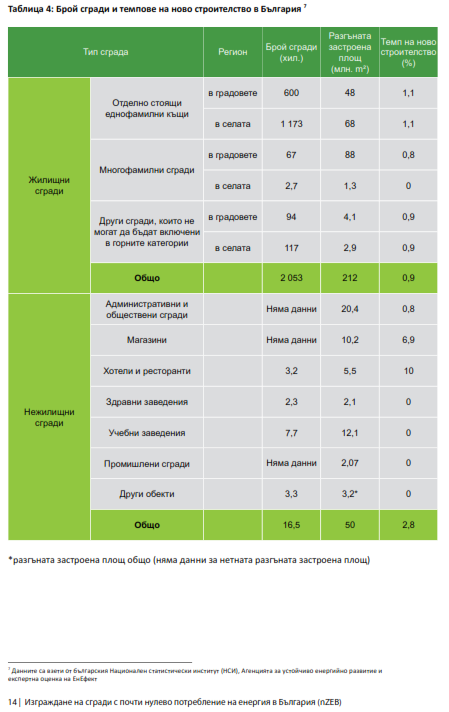 Таблица 4: Брой сгради и темпове на ново строителство в България ⁷
Тип сграда
Регион
Брой сгради
(хил.)
Разгъната
застроена
площ
(млн. m²)
Темп на ново
строителство
(%)
Жилищни
сгради
Отделно стоящи
еднофамилни къщи
в градовете 600 48 1,1
в селата 1 173 68 1,1
Многофамилни сгради
в градовете 67 88 0,8
в селата 2,7 1,3 0
Други сгради, които не
могат да бъдат включени
в горните категории
в градовете 94 4,1 0,9
в селата 117 2,9 0,9
Общо 2 053 212 0,9
Нежилищни
сгради
Административни и
обществени сгради
Няма данни 20,4 0,8
Магазини Няма данни 10,2 6,9
Хотели и ресторанти 3,2 5,5 10
Здравни заведения 2,3 2,1 0
Учебни заведения 7,7 12,1 0
Промишлени сгради Няма данни 2,07 0
Други обекти 3,3 3,2* 0
Общо 16,5 50 2,8
*разгъната застроена площ общо (няма данни за нетната разгъната застроена площ)
⁷ Данните са взети от българския Национален статистически институт (НСИ), Агенцията за устойчиво енергийно развитие и
експертна оценка на ЕнЕфект
14 | Изграждане на сгради с почти нулево потребление на енергия в България (nZEB)